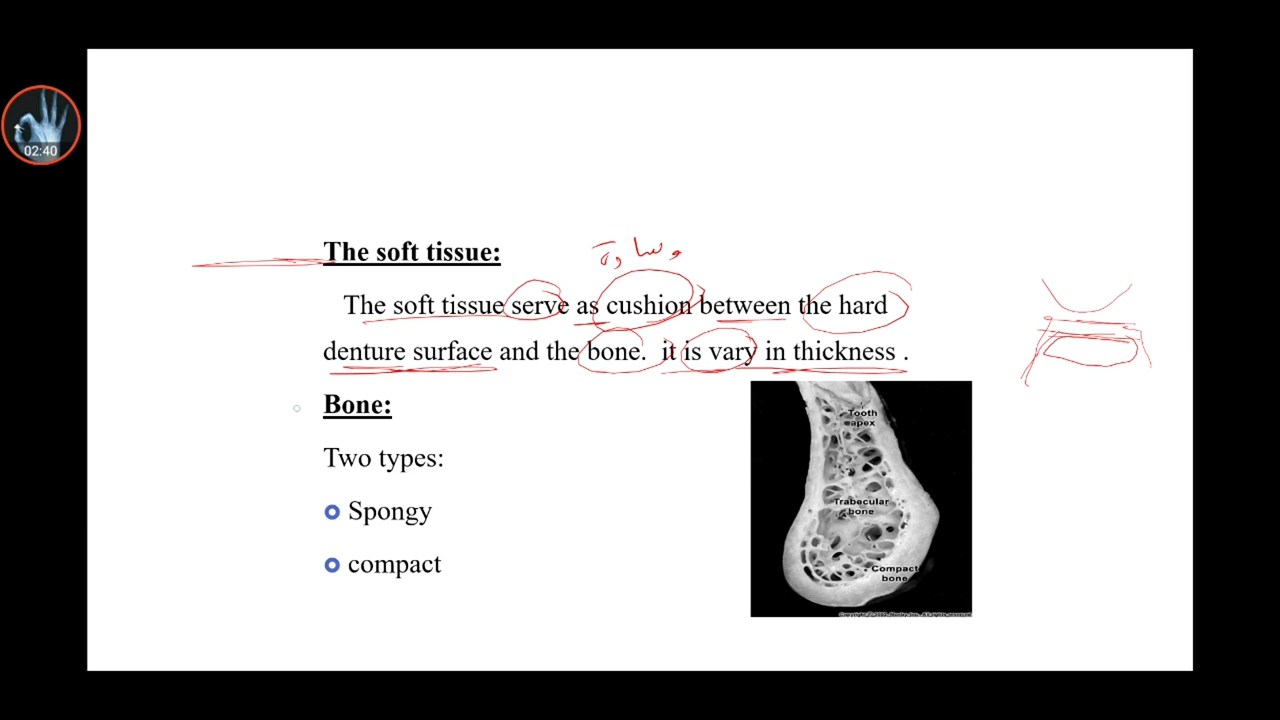 02:40
The soft tissue:
The soft tissue serve as cushion between the hard
denture surface and the bone. it is vary in thickness .
Bone:
Two types:
Spongy
compact
Tooth
apex
Trabecular
bone
Compact
bone